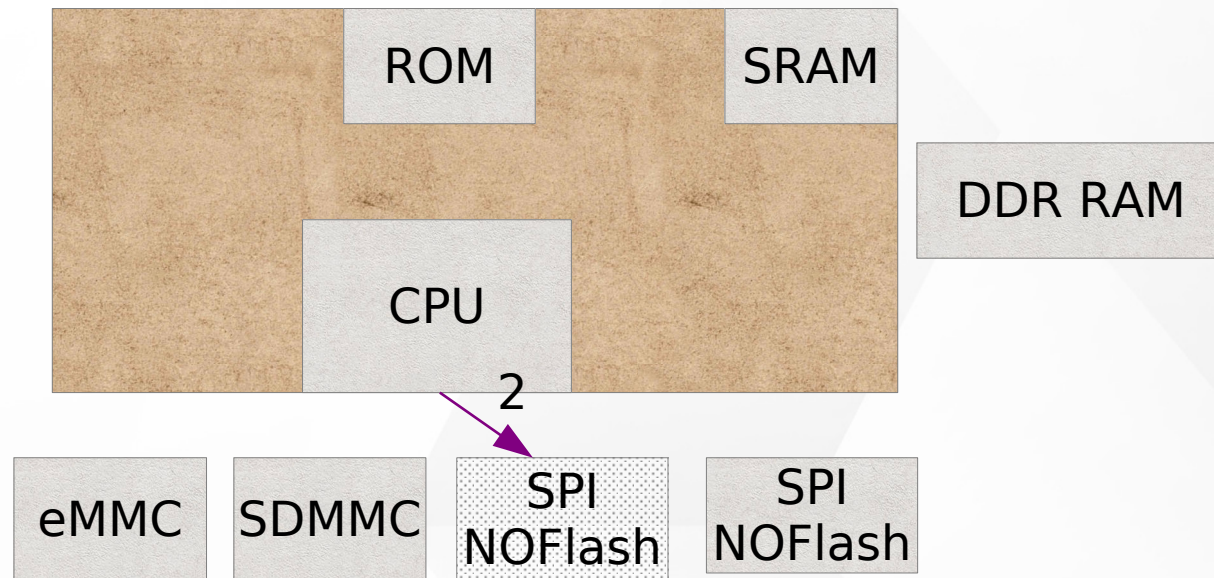 ROM
SRAM
DDR RAM
CPU
2
eMMC
SDMMC
SPI
NOFlash
SPI
NOFlash